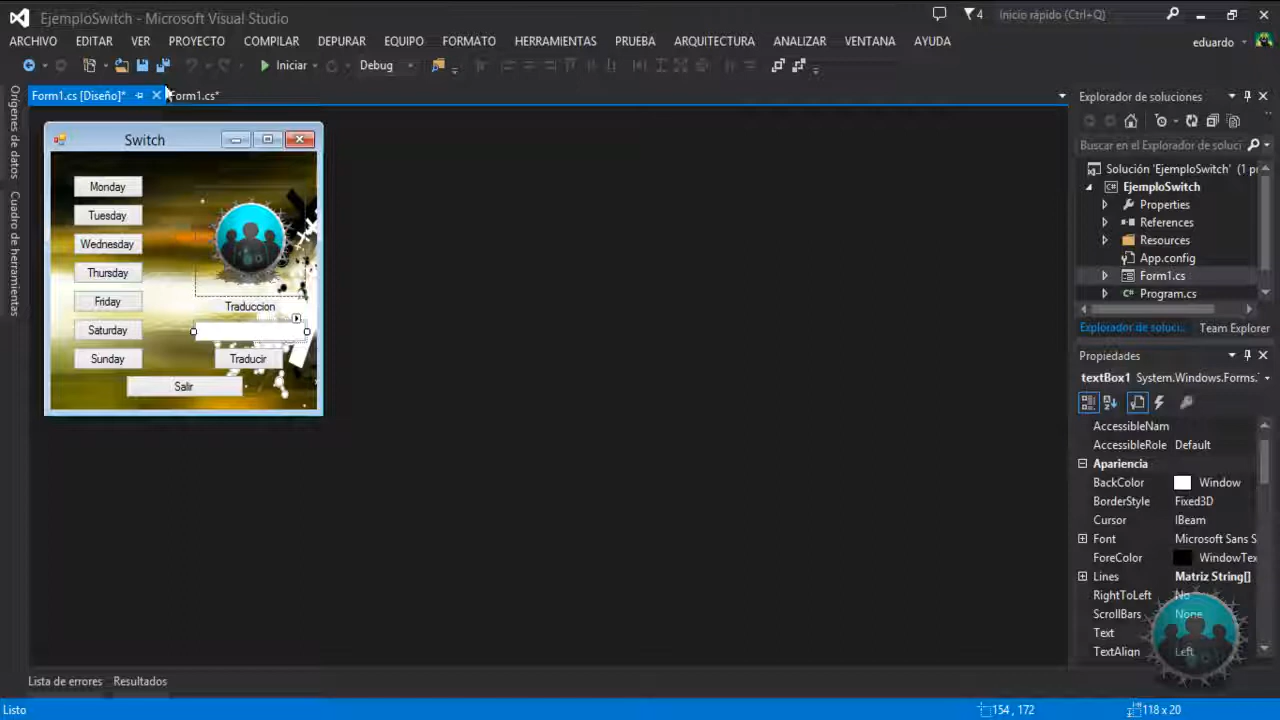 EjemploSwitch - Microsoft Visual Studio
4
Inicio rápido (Ctrl+Q)
ARCHIVO EDITAR VER PROYECTO COMPILAR DEPURAR EQUIPO FORMATO HERRAMIENTAS PRUEBA ARQUITECTURA ANALIZAR VENTANA AYUDA
eduardo
Iniciar
Debug
Orígenes de datos
Cuadro de herramientas
Form1.cs [Diseño]*
Form1.cs*
Switch
Monday
Tuesday
Wednesday
Thursday
Friday
Saturday
Sunday
Traduccion
Traducir
Salir
Explorador de soluciones
Buscar en el Explorador de soluci
Solución 'EjemploSwitch' (1 p
EjemploSwitch
Properties
References
Resources
App.config
Form1.cs
Program.cs
Explorador de soluci...
Team Explorer
Propiedades
textBox1 System.Windows.Forms.
AccessibleNam
AccessibleRole Default
Apariencia
BackColor Window
BorderStyle Fixed3D
Cursor IBeam
Font Microsoft Sans S
ForeColor WindowTex
Lines Matriz String[]
RightToLeft No
ScrollBars None
Text
TextAlign Left
Lista de errores Resultados
Listo
154 , 172
118 x 20